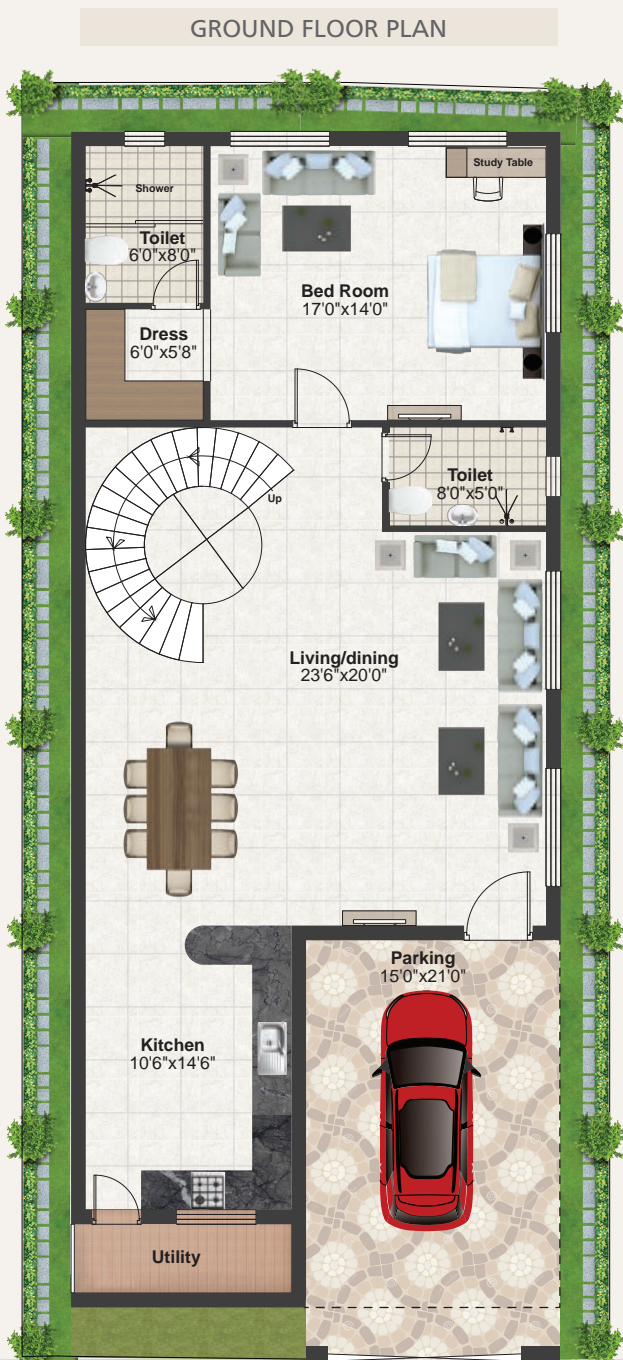 GROUND FLOOR PLAN
Study Table
Shower
Toilet
6'0"x8'0"
Bed Room
17'0"x14'0"
Dress
6'0"x5'8"
Toilet
8'0"x5'0"
Up
Living/dining
23'6"x20'0"
Parking
15'0"x21'0"
Kitchen
10'6"x14'6"
Utility